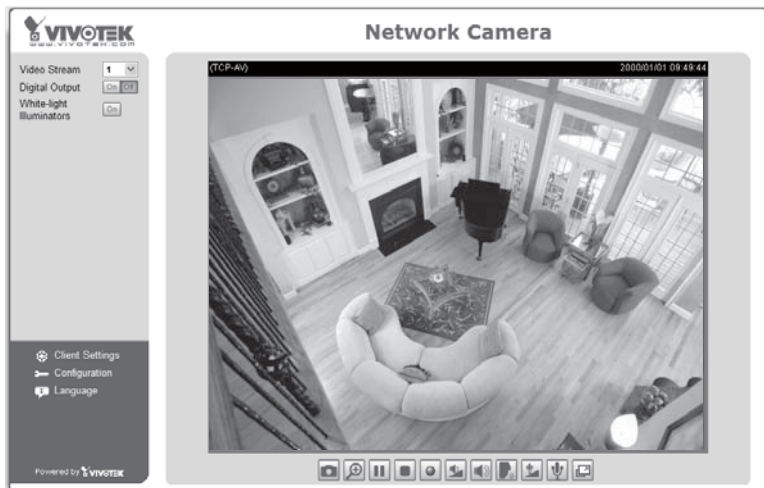 VIVOTEK
www.vivotek.com
Network Camera
Video Stream 1
Digital Output On Off
White-light
Illuminators On
(TCP-AV) 2000/01/01 09:49:44
Client Settings
Configuration
Language
Powered by VIVOTEK